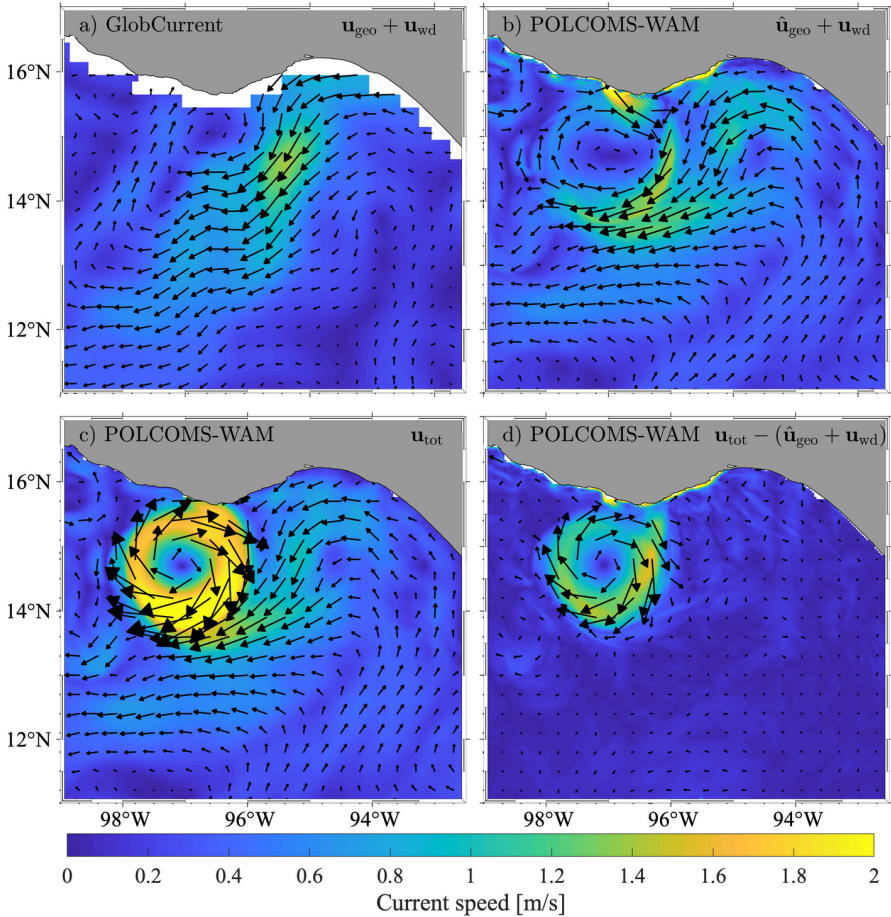 a) GlobCurrent u_geo + u_wd
b) POLCOMS-WAM û_geo + u_wd
16°N
14°N
12°N
c) POLCOMS-WAM u_tot
d) POLCOMS-WAM u_tot − (û_geo + u_wd)
16°N
14°N
12°N
98°W 96°W 94°W
98°W 96°W 94°W
0 0.2 0.4 0.6 0.8 1 1.2 1.4 1.6 1.8 2
Current speed [m/s]